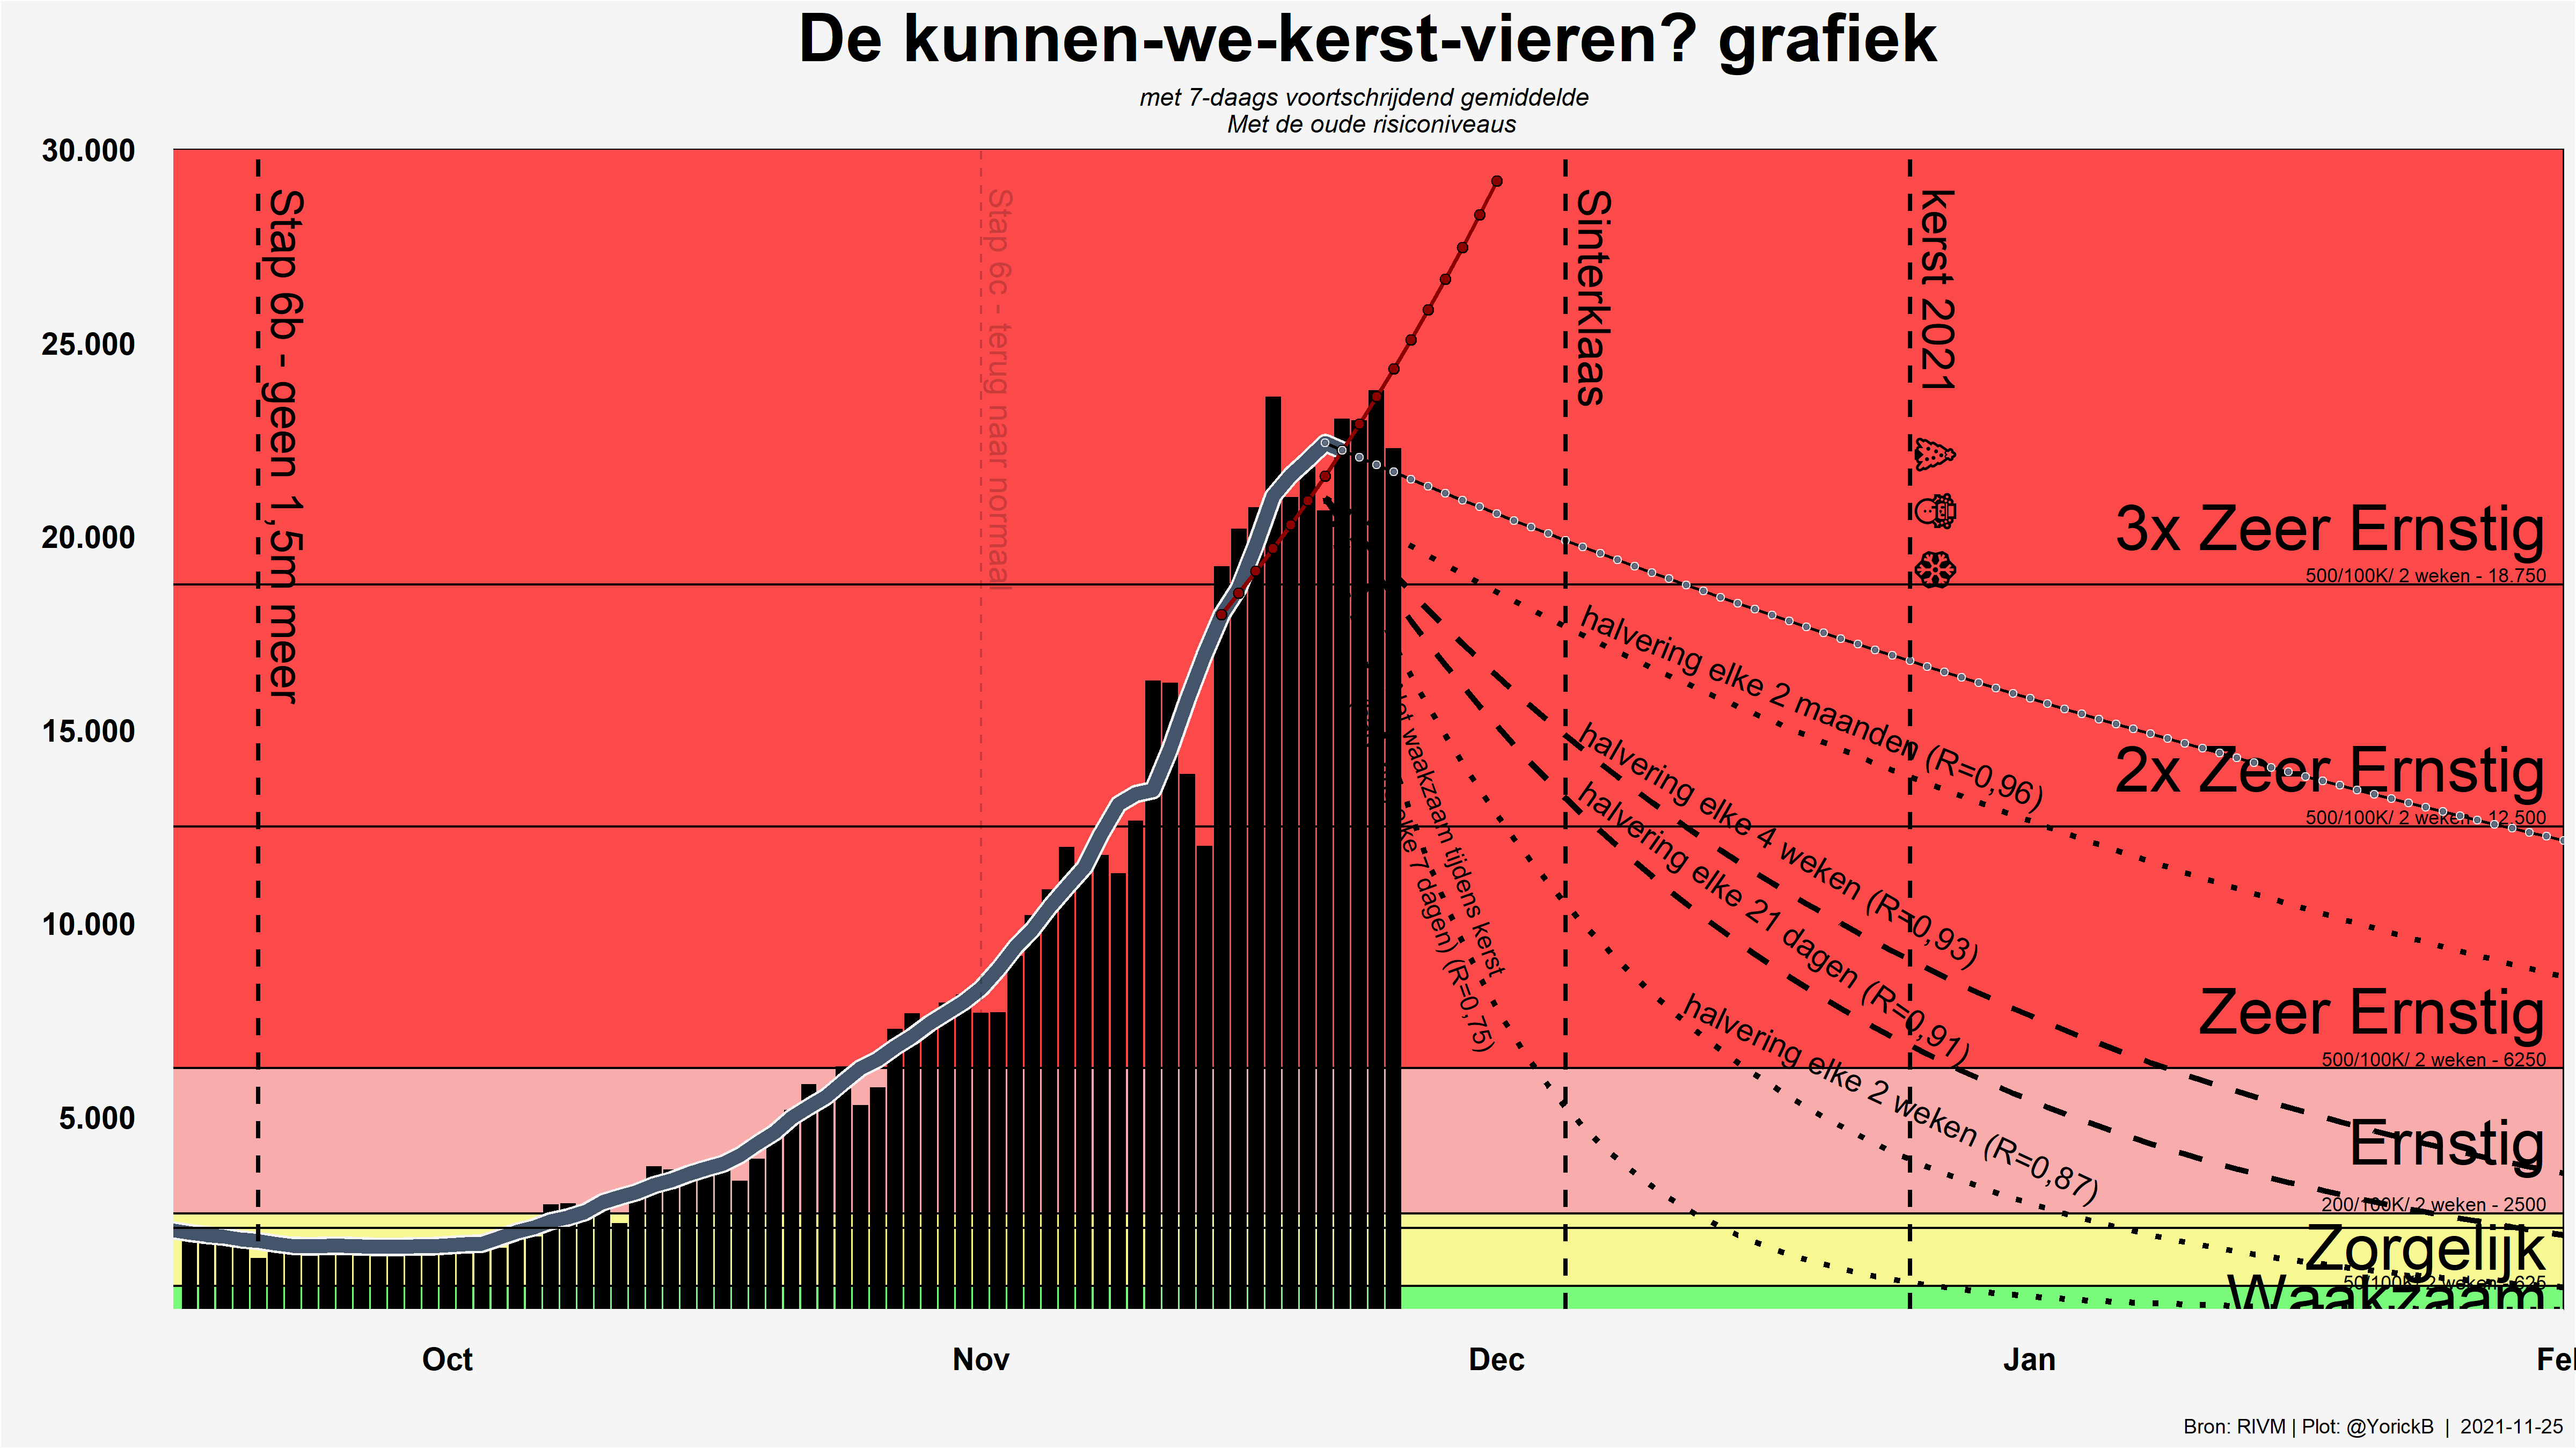 De kunnen-we-kerst-vieren? grafiek
met 7-daags voortschrijdend gemiddelde
Met de oude risiconiveaus
30.000
25.000
20.000
15.000
10.000
5.000
Stap 6b - geen 1,5m meer
Stap 6c - terug naar normaal
Sinterklaas
kerst 2021
3x Zeer Ernstig
500/100K/ 2 weken - 18.750
2x Zeer Ernstig
500/100K/ 2 weken - 12.500
Zeer Ernstig
500/100K/ 2 weken - 6250
Ernstig
200/100K/ 2 weken - 2500
Zorgelijk
50/100K/ 2 weken - 625
Waakzaam
halvering elke 2 maanden (R=0,96)
halvering elke 4 weken (R=0,93)
halvering elke 21 dagen (R=0,91)
halvering elke 2 weken (R=0,87)
waakzaam tijdens kerst
elke 7 dagen) (R=0,75)
Oct
Nov
Dec
Jan
Bron: RIVM | Plot: @YorickB | 2021-11-25